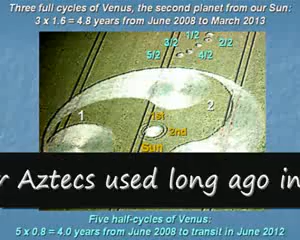 Three full cycles of Venus, the second planet from our Sun:
3 x 1.6 = 4.8 years from June 2008 to March 2013
1/2
3/2
2/2
5/2
4/2
1
2
1st
2nd
Sun
r Aztecs used long ago in
Five half-cycles of Venus:
5 x 0.8 = 4.0 years from June 2008 to transit in June 2012